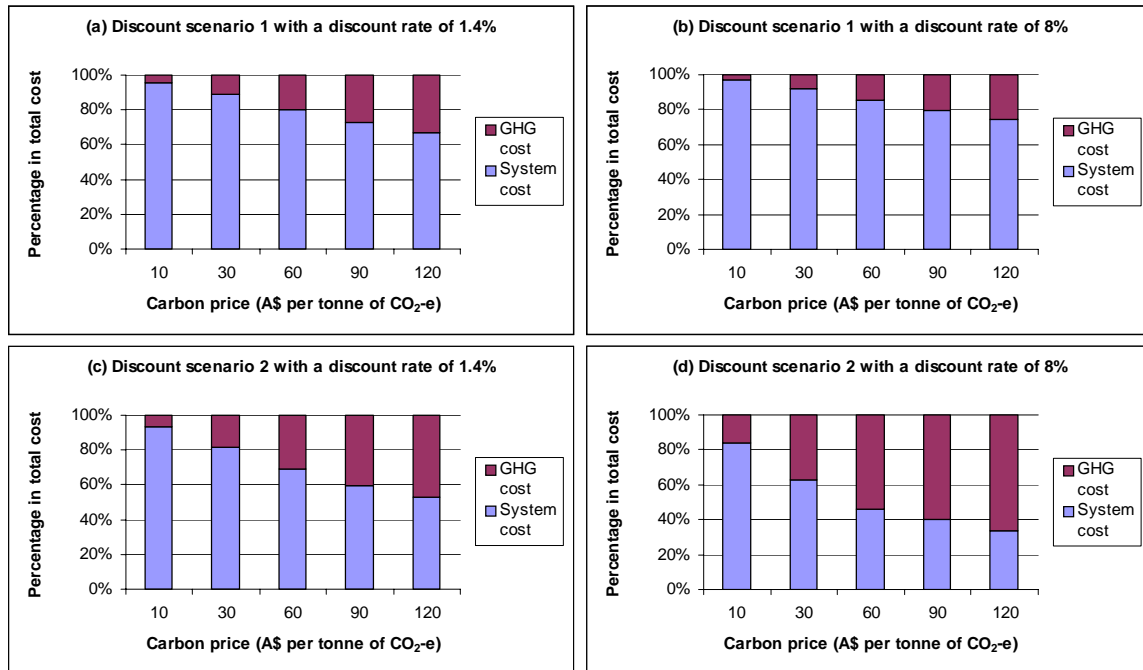 (a) Discount scenario 1 with a discount rate of 1.4%
Percentage in total cost
100%
80%
60%
40%
20%
0%
10 30 60 90 120
Carbon price (A$ per tonne of CO₂-e)
GHG
cost
System
cost
(b) Discount scenario 1 with a discount rate of 8%
Percentage in total cost
100%
80%
60%
40%
20%
0%
10 30 60 90 120
Carbon price (A$ per tonne of CO₂-e)
GHG
cost
System
cost
(c) Discount scenario 2 with a discount rate of 1.4%
Percentage in total cost
100%
80%
60%
40%
20%
0%
10 30 60 90 120
Carbon price (A$ per tonne of CO₂-e)
GHG
cost
System
cost
(d) Discount scenario 2 with a discount rate of 8%
Percentage in total cost
100%
80%
60%
40%
20%
0%
10 30 60 90 120
Carbon price (A$ per tonne of CO₂-e)
GHG
cost
System
cost